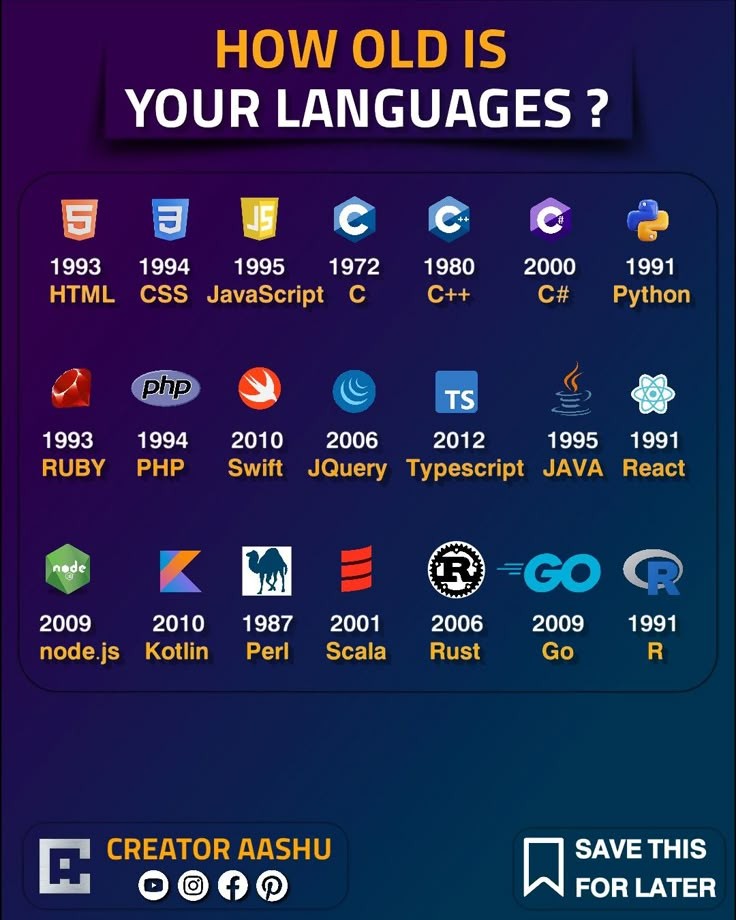 HOW OLD IS
YOUR LANGUAGES ?
5 3 JS C C++ C#
1993 1994 1995 1972 1980 2000 1991
HTML CSS JavaScript C C++ C# Python
php TS
1993 1994 2010 2006 2012 1995 1991
RUBY PHP Swift JQuery Typescript JAVA React
node R GO R
2009 2010 1987 2001 2006 2009 1991
node.js Kotlin Perl Scala Rust Go R
CREATOR AASHU
SAVE THIS
FOR LATER